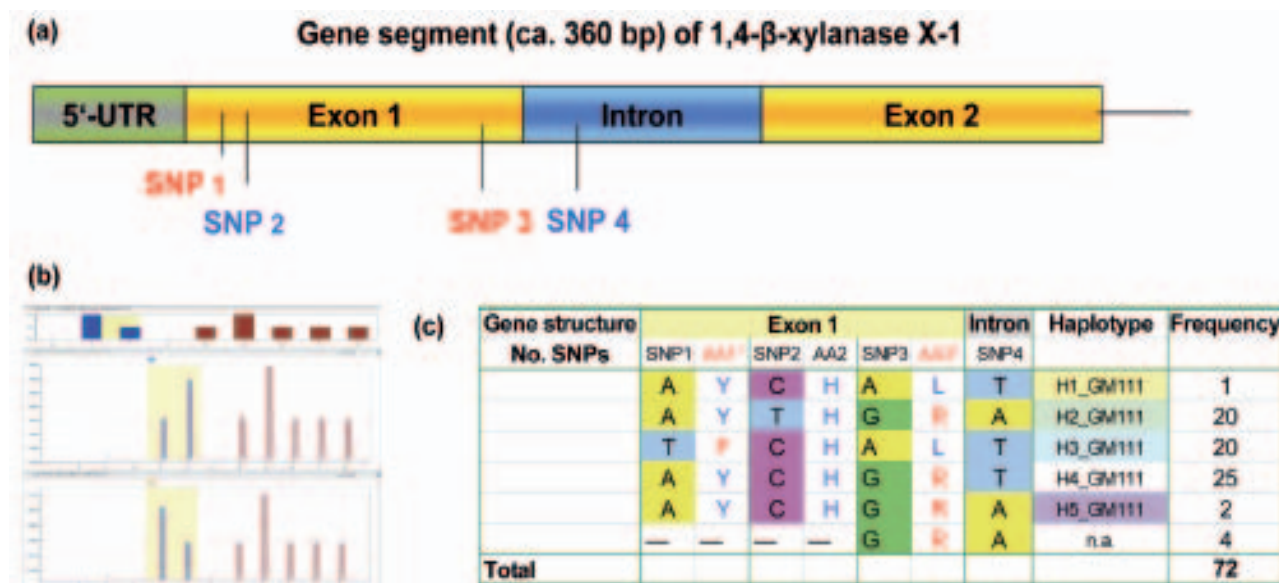 (a)
Gene segment (ca. 360 bp) of 1,4-β-xylanase X-1
5'-UTR Exon 1 Intron Exon 2
SNP 1
SNP 2 SNP 3 SNP 4
(b)
(c)
Gene structure Exon 1 Intron Haplotype Frequency
No. SNPs SNP1 SNP2 AA2 SNP3 SNP4
A Y C H A L T H1_GM111 1
A Y T H G R A H2_GM111 20
T C H A L T H3_GM111 20
A Y C H G R T H4_GM111 25
A Y C H G R A H5_GM111 2
— — — — G R A n.a. 4
Total 72